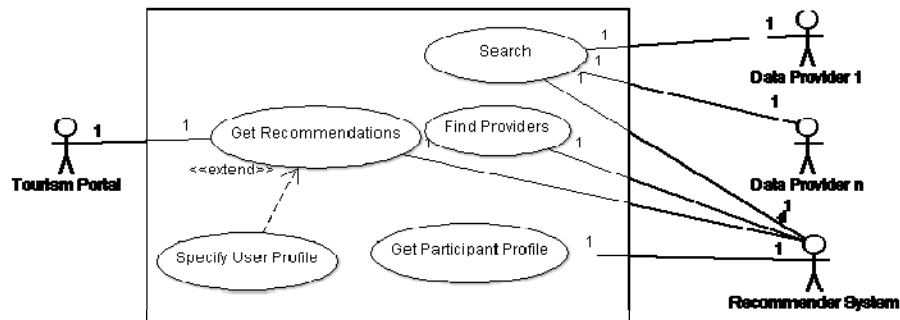 1
Search
1
Data Provider 1
1
1
1
1
1
Get Recommendations
Find Providers
Tourism Portal
1
1
<<extend>>
Data Provider n
1
Specify User Profile
Get Participant Profile
1
1
Recommender System